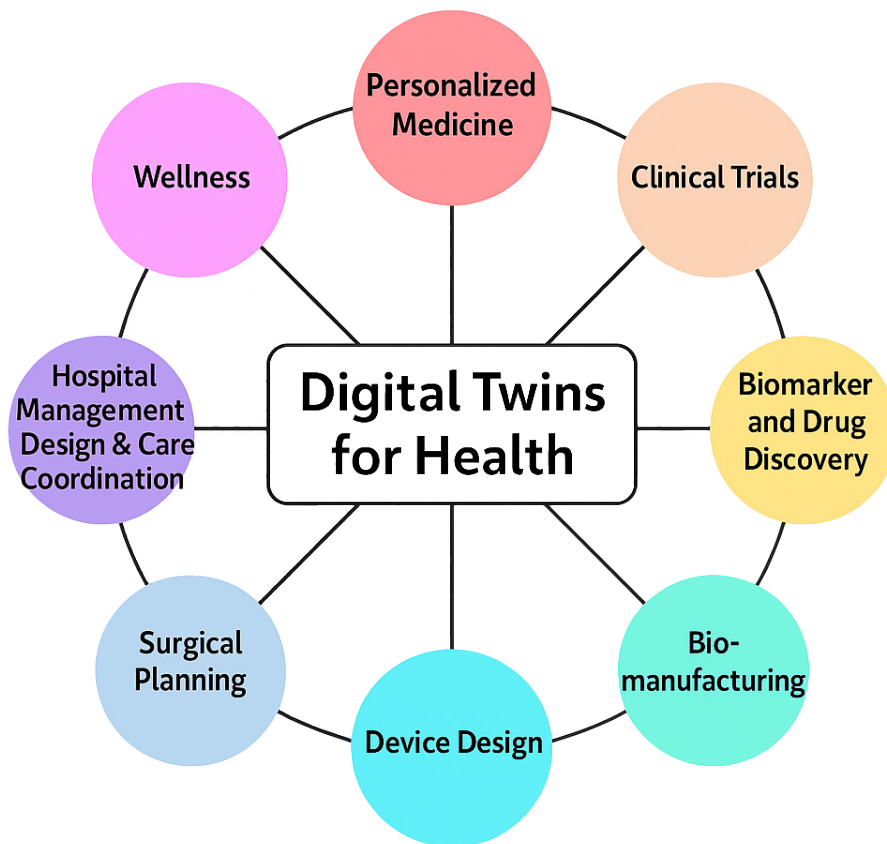 Personalized
Medicine
Wellness
Clinical Trials
Digital Twins
for Health
Hospital
Management
Design & Care
Coordination
Biomarker
and Drug
Discovery
Surgical
Planning
Bio-
manufacturing
Device Design